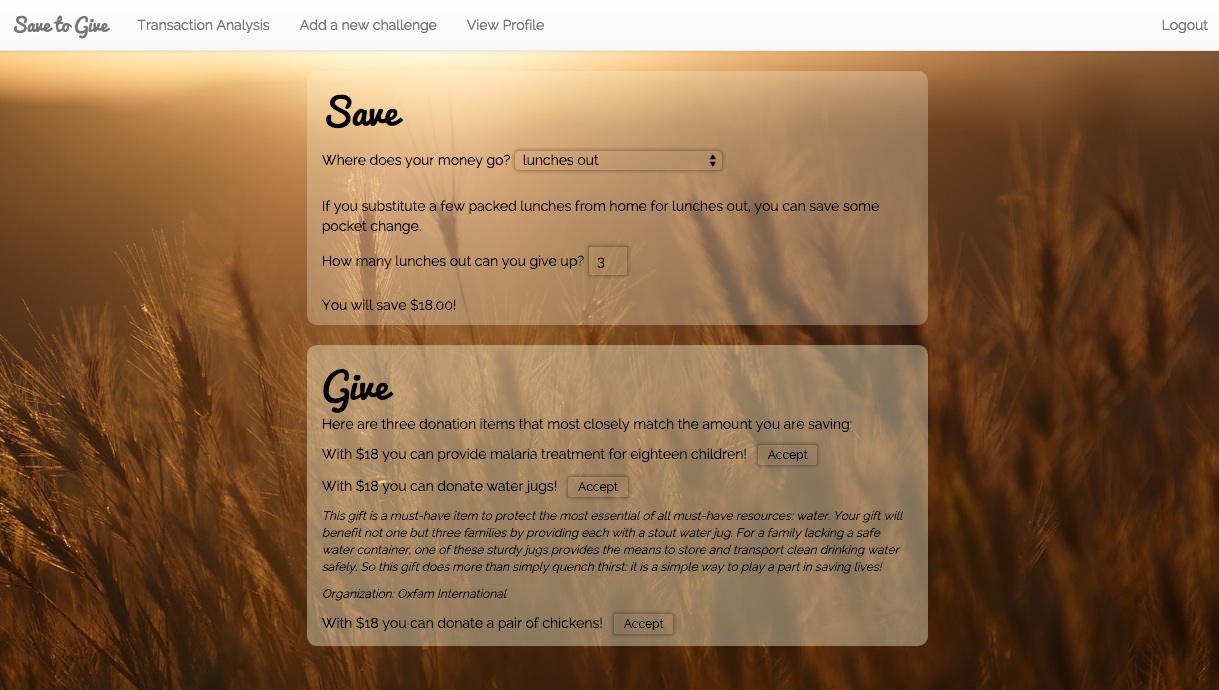 Save to Give Transaction Analysis Add a new challenge View Profile Logout
Save
Where does your money go? lunches out
If you substitute a few packed lunches from home for lunches out, you can save some
pocket change.
How many lunches out can you give up? 3
You will save $18.00!
Give
Here are three donation items that most closely match the amount you are saving:
With $18 you can provide malaria treatment for eighteen children! Accept
With $18 you can donate water jugs! Accept
This gift is a must-have item to protect the most essential of all must-have resources: water. Your gift will
benefit not one but three families by providing each with a stout water jug. For a family lacking a safe
water container, one of these sturdy jugs provides the means to store and transport clean drinking water
safely. So this gift does more than simply quench thirst: it is a simple way to play a part in saving lives!
Organization: Oxfam International
With $18 you can donate a pair of chickens! Accept